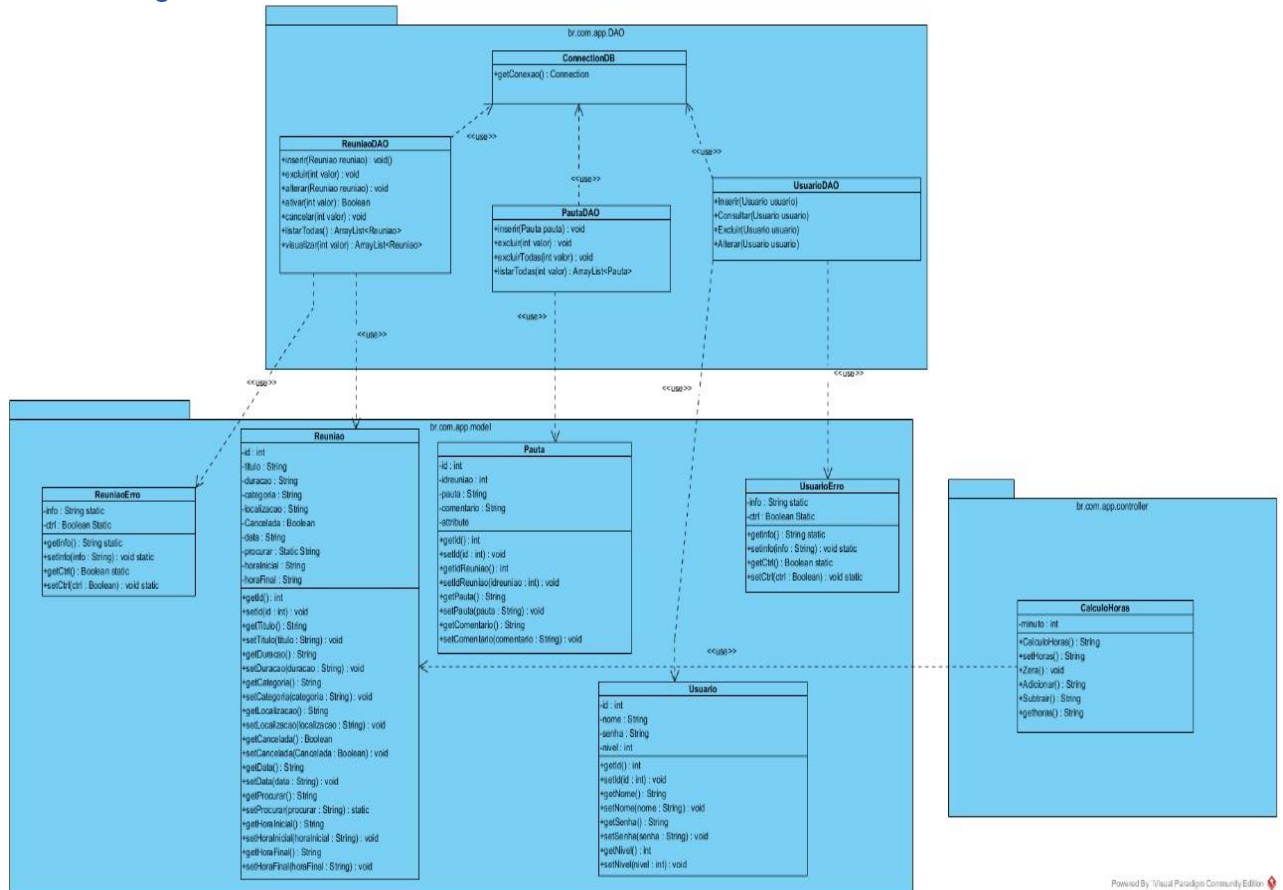 br.com.app.DAO
ConnectionDB
+getConexao() : Connection
<<use>>
<<use>>
<<use>>
ReuniaoDAO
+inserir(Reuniao reuniao) : void()
+excluir(int valor) : void
+alterar(Reuniao reuniao) : void
+ativar(int valor) : Boolean
+cancelar(int valor) : void
+listarTodas() : ArrayList<Reuniao>
+visualizar(int valor) : ArrayList<Reuniao>
PautaDAO
+inserir(Pauta pauta) : void
+excluir(int valor) : void
+excluirTodas(int valor) : void
+listarTodas(int valor) : ArrayList<Pauta>
UsuarioDAO
+Inserir(Usuario usuario)
+Consultar(Usuario usuario)
+Excluir(Usuario usuario)
+Alterar(Usuario usuario)
<<use>>
<<use>>
<<use>>
<<use>>
<<use>>
br.com.app.model
ReuniaoErro
-info : String static
-ctrl : Boolean Static
+getInfo() : String static
+setInfo(info : String) : void static
+getCtrl() : Boolean static
+setCtrl(ctrl : Boolean) : void static
Reuniao
-id : int
-titulo : String
-duracao : String
-categoria : String
-localizacao : String
-Cancelada : Boolean
-data : String
-procurar : Static String
-horaInicial : String
-horaFinal : String
+getId() : int
+setId(id : int) : void
+getTitulo() : String
+setTitulo(titulo : String) : void
+getDuracao() : String
+setDuracao(duracao : String) : void
+getCategoria() : String
+setCategoria(categoria : String) : void
+getLocalizacao() : String
+setLocalizacao(localizacao : String) : void
+getCancelada() : Boolean
+setCancelada(Cancelada : Boolean) : void
+getData() : String
+setData(data : String) : void
+getProcurar() : String
+setProcurar(procurar : String) : static
+getHoraInicial() : String
+setHoraInicial(horaInicial : String) : void
+getHoraFinal() : String
+setHoraFinal(horaFinal : String) : void
Pauta
-id : int
-idreuniao : int
-pauta : String
-comentario : String
-attribute
+getId() : int
+setId(id : int) : void
+getIdReuniao() : int
+setIdReuniao(idreuniao : int) : void
+getPauta() : String
+setPauta(pauta : String) : void
+getComentario() : String
+setComentario(comentario : String) : void
UsuarioErro
-info : String static
-ctrl : Boolean Static
+getInfo() : String static
+setInfo(info : String) : void static
+getCtrl() : Boolean static
+setCtrl(ctrl : Boolean) : void static
<<use>>
Usuario
-id : int
-nome : String
-senha : String
-nivel : int
+getId() : int
+setId(id : int) : void
+getNome() : String
+setNome(nome : String) : void
+getSenha() : String
+setSenha(senha : String) : void
+getNivel() : int
+setNivel(nivel : int) : void
br.com.app.controller
CalculoHoras
-minuto : int
+CalculoHoras() : String
+setHoras() : String
+Zera() : void
+Adicionar() : String
+Subtrair() : String
+gethoras() : String
Powered By Visual Paradigm Community Edition